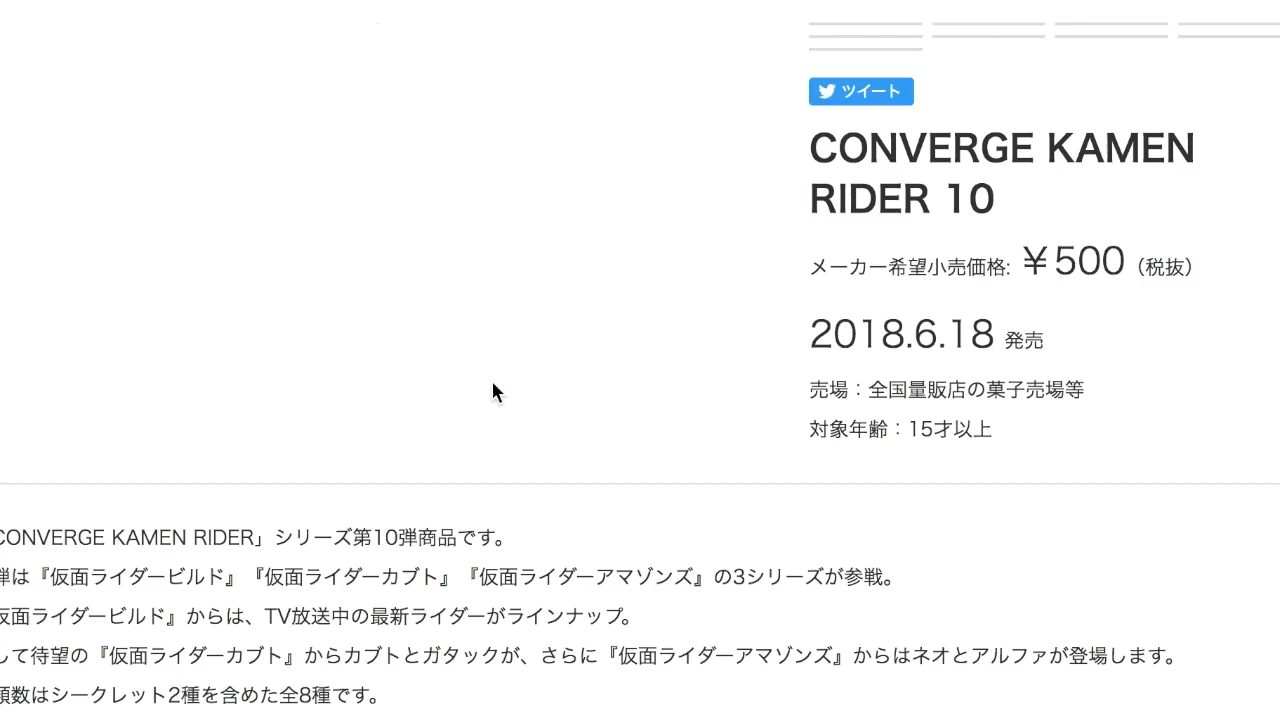 ツイート
CONVERGE KAMEN
RIDER 10
メーカー希望小売価格: ￥500（税抜）
2018.6.18 発売
売場：全国量販店の菓子売場等
対象年齢：15才以上
CONVERGE KAMEN RIDER」シリーズ第10弾商品です。
弾は『仮面ライダービルド』『仮面ライダーカブト』『仮面ライダーアマゾンズ』の3シリーズが参戦。
仮面ライダービルド』からは、TV放送中の最新ライダーがラインナップ。
して待望の『仮面ライダーカブト』からカブトとガタックが、さらに『仮面ライダーアマゾンズ』からはネオとアルファが登場します。
類数はシークレット2種を含めた全8種です。